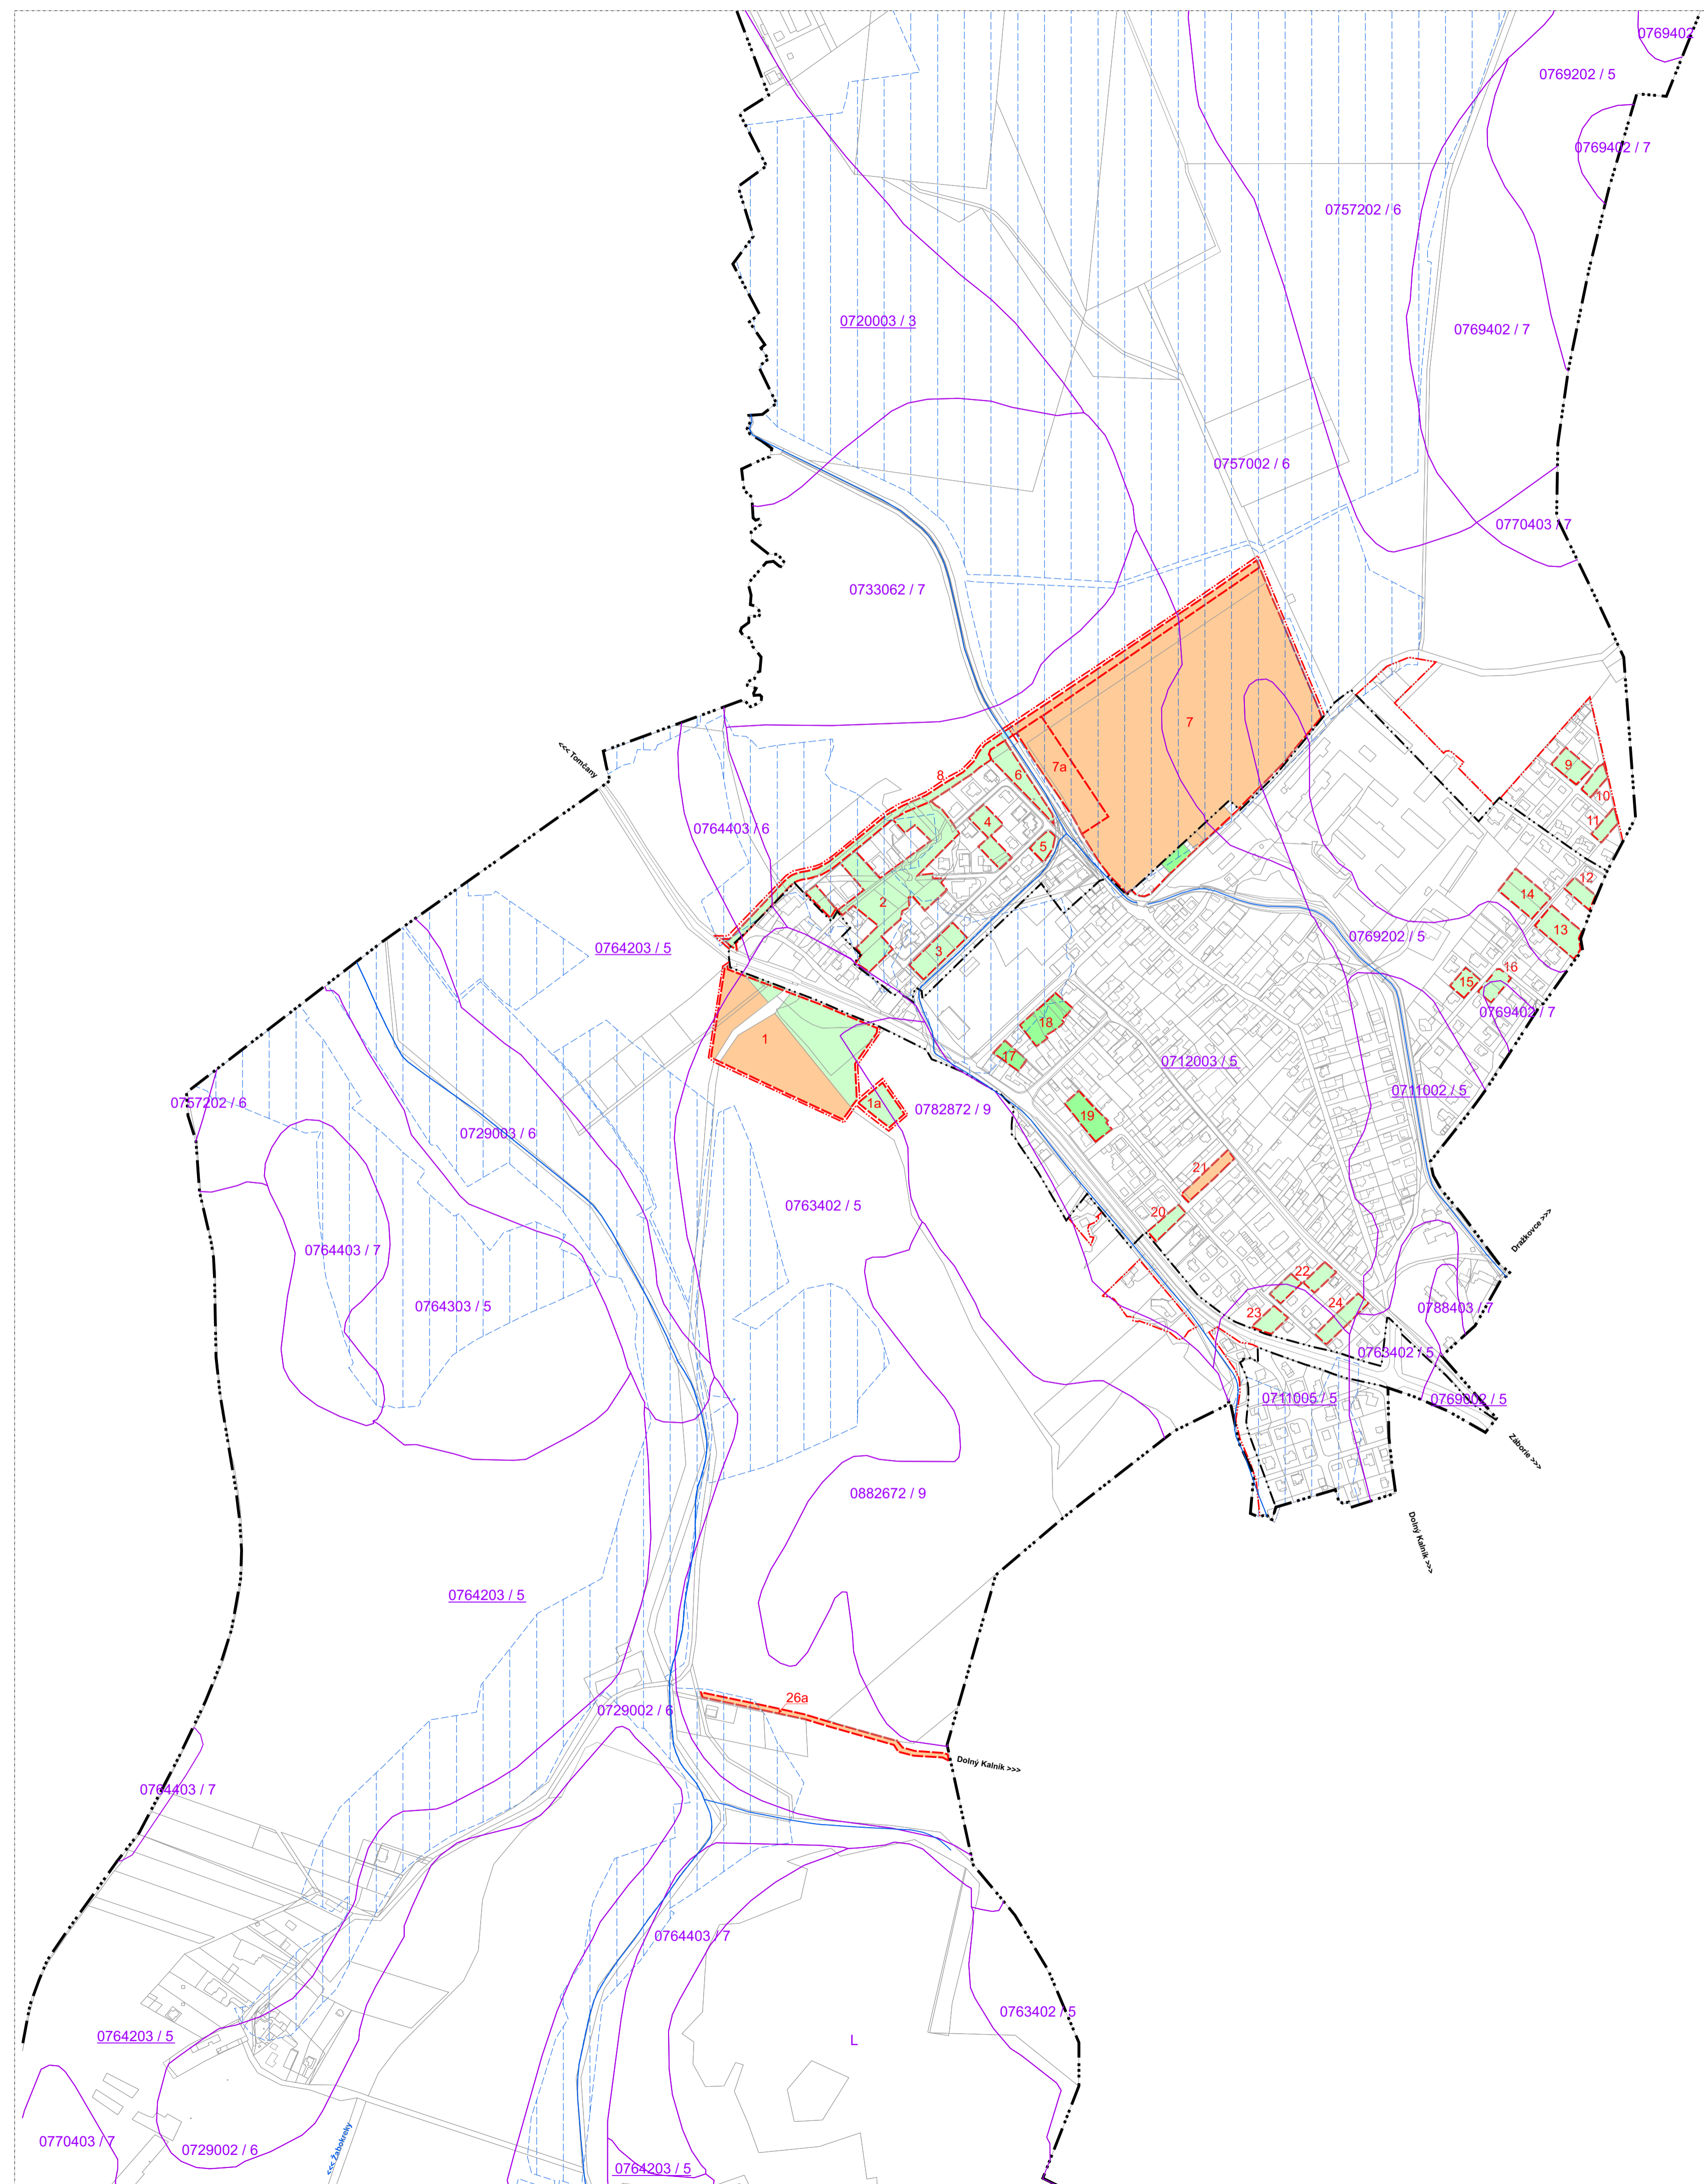 0769402
0769202 / 5
0769402 / 7
0757202 / 6
0720003 / 3
0769402 / 7
0757002 / 6
0770403 / 7
0733062 / 7
7
<<< Tomčany
7a
6
8
9
10
11
4
5
0764403 / 6
12
14
2
13
0769202 / 5
0764203 / 5
3
15
16
0769402 / 7
18
1
17
0712003 / 5
0711002 / 5
0757202 / 6
1a
0782872 / 9
19
0729003 / 6
21
0763402 / 5
20
Dražkovce >>>
0764403 / 7
22
0764303 / 5
24
0788403 / 7
23
0763402 / 5
0711005 / 5
0769002 / 5
Záborie >>>
0882672 / 9
Dolný Kalník >>>
0764203 / 5
26a
0729002 / 6
Dolný Kalník >>>
0764403 / 7
0764403 / 7
0763402 / 5
0764203 / 5
L
0770403 / 7
0729002 / 6
<<< Žabokreky
0764203 / 5